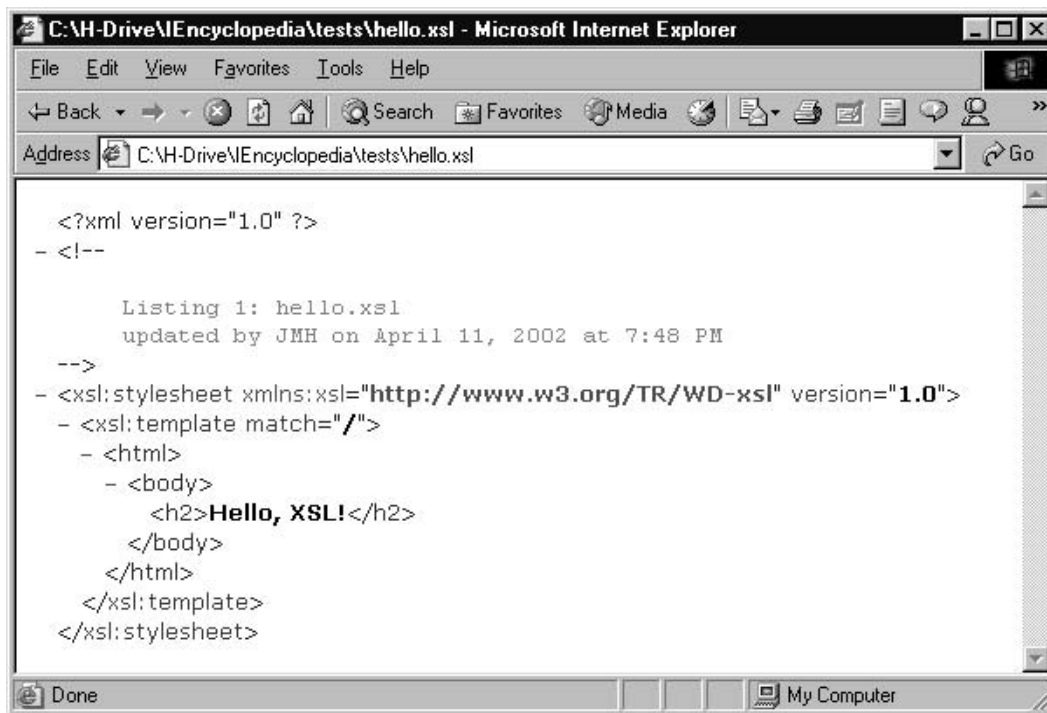 C:\H-Drive\IEncyclopedia\tests\hello.xsl - Microsoft Internet Explorer
File Edit View Favorites Tools Help
Back Search Favorites Media »
Address C:\H-Drive\IEncyclopedia\tests\hello.xsl Go
<?xml version="1.0" ?>
- <!--
Listing 1: hello.xsl
updated by JMH on April 11, 2002 at 7:48 PM
-->
- <xsl:stylesheet xmlns:xsl="http://www.w3.org/TR/WD-xsl" version="1.0">
- <xsl:template match="/">
- <html>
- <body>
<h2>Hello, XSL!</h2>
</body>
</html>
</xsl:template>
</xsl:stylesheet>
Done My Computer